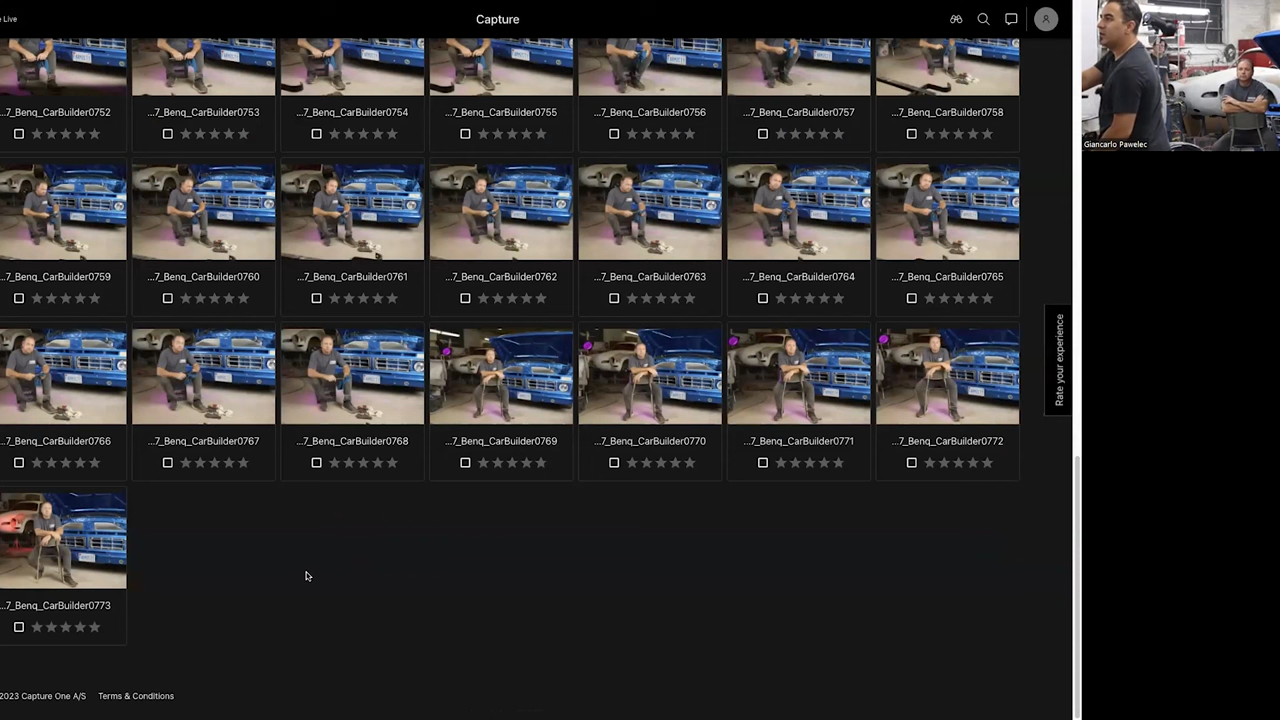 e Live
Capture
...7_Benq_CarBuilder0752
...7_Benq_CarBuilder0753
...7_Benq_CarBuilder0754
...7_Benq_CarBuilder0755
...7_Benq_CarBuilder0756
...7_Benq_CarBuilder0757
...7_Benq_CarBuilder0758
...7_Benq_CarBuilder0759
...7_Benq_CarBuilder0760
...7_Benq_CarBuilder0761
...7_Benq_CarBuilder0762
...7_Benq_CarBuilder0763
...7_Benq_CarBuilder0764
...7_Benq_CarBuilder0765
...7_Benq_CarBuilder0766
...7_Benq_CarBuilder0767
...7_Benq_CarBuilder0768
...7_Benq_CarBuilder0769
...7_Benq_CarBuilder0770
...7_Benq_CarBuilder0771
...7_Benq_CarBuilder0772
...7_Benq_CarBuilder0773
2023 Capture One A/S
Terms & Conditions
Rate your experience
Giancarlo Pawelec